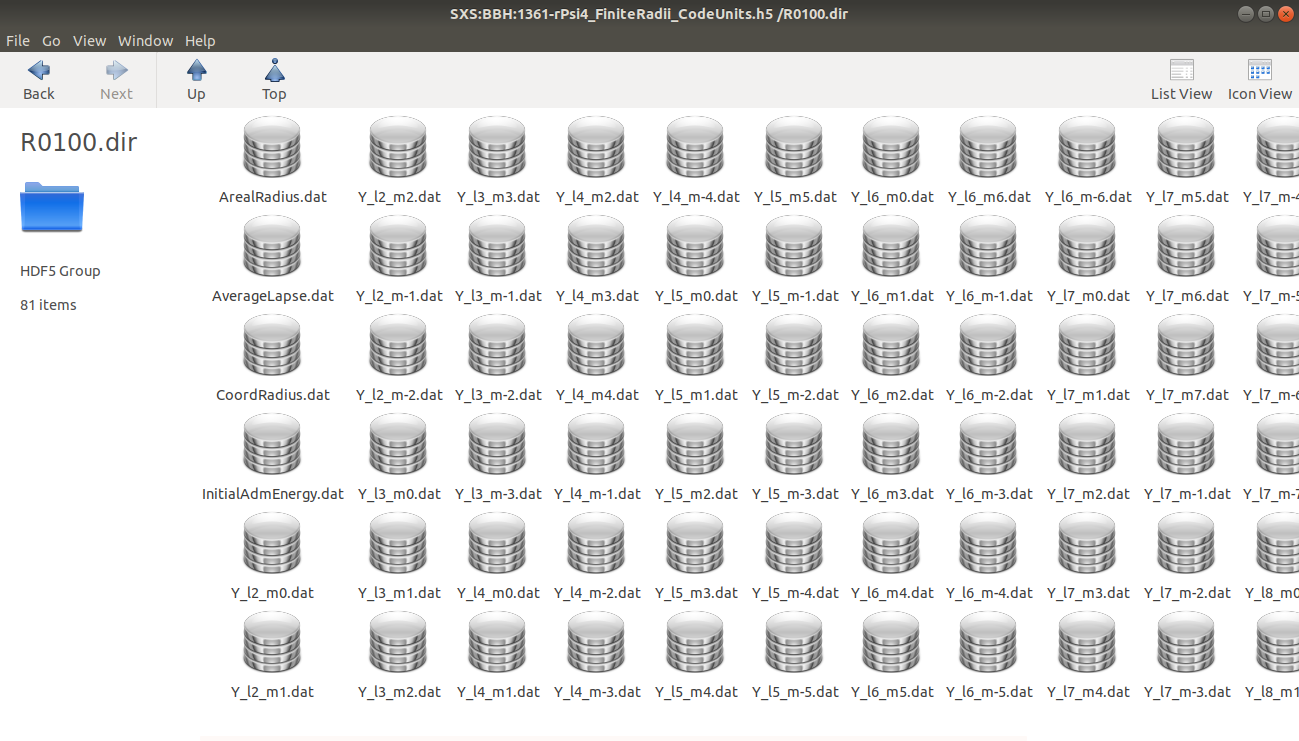 SXS:BBH:1361-rPsi4_FiniteRadii_CodeUnits.h5 /R0100.dir
File Go View Window Help
Back Next Up Top List View Icon View
R0100.dir
HDF5 Group
81 items
ArealRadius.dat Y_l2_m2.dat Y_l3_m3.dat Y_l4_m2.dat Y_l4_m-4.dat Y_l5_m5.dat Y_l6_m0.dat Y_l6_m6.dat Y_l6_m-6.dat Y_l7_m5.dat Y_l7_m-4
AverageLapse.dat Y_l2_m-1.dat Y_l3_m-1.dat Y_l4_m3.dat Y_l5_m0.dat Y_l5_m-1.dat Y_l6_m1.dat Y_l6_m-1.dat Y_l7_m0.dat Y_l7_m6.dat Y_l7_m-5
CoordRadius.dat Y_l2_m-2.dat Y_l3_m-2.dat Y_l4_m4.dat Y_l5_m1.dat Y_l5_m-2.dat Y_l6_m2.dat Y_l6_m-2.dat Y_l7_m1.dat Y_l7_m7.dat Y_l7_m-6
InitialAdmEnergy.dat Y_l3_m0.dat Y_l3_m-3.dat Y_l4_m-1.dat Y_l5_m2.dat Y_l5_m-3.dat Y_l6_m3.dat Y_l6_m-3.dat Y_l7_m2.dat Y_l7_m-1.dat Y_l7_m-7
Y_l2_m0.dat Y_l3_m1.dat Y_l4_m0.dat Y_l4_m-2.dat Y_l5_m3.dat Y_l5_m-4.dat Y_l6_m4.dat Y_l6_m-4.dat Y_l7_m3.dat Y_l7_m-2.dat Y_l8_m0
Y_l2_m1.dat Y_l3_m2.dat Y_l4_m1.dat Y_l4_m-3.dat Y_l5_m4.dat Y_l5_m-5.dat Y_l6_m5.dat Y_l6_m-5.dat Y_l7_m4.dat Y_l7_m-3.dat Y_l8_m1